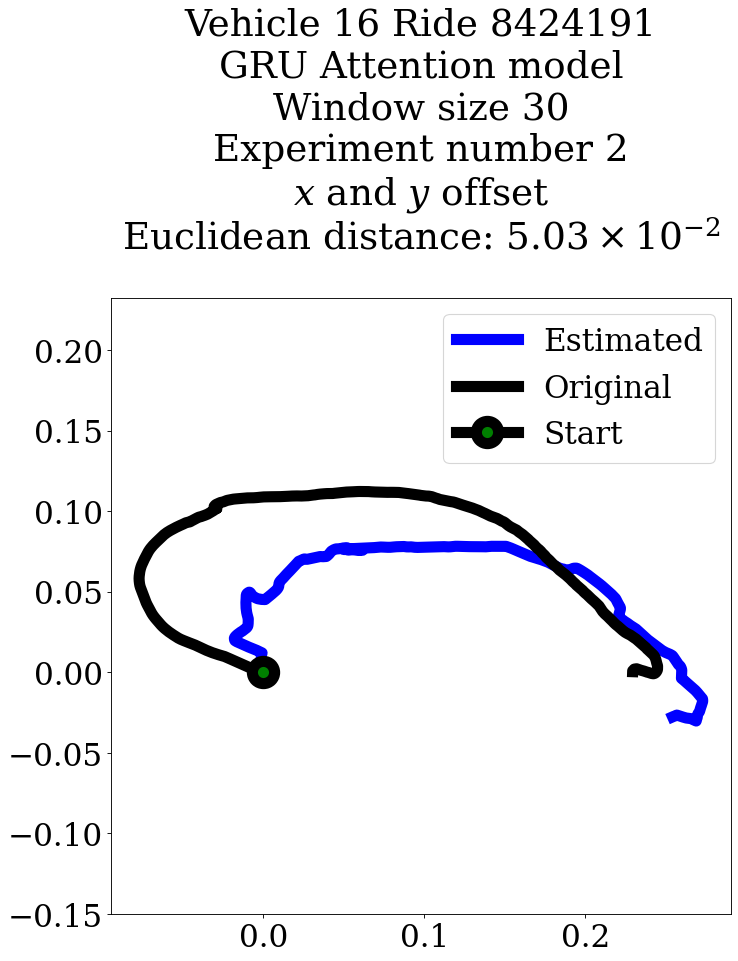 Vehicle 16 Ride 8424191
GRU Attention model
Window size 30
Experiment number 2
x and y offset
Euclidean distance: 5.03 × 10⁻²
Estimated
Original
Start
0.20
0.15
0.10
0.05
0.00
−0.05
−0.10
−0.15
0.0 0.1 0.2